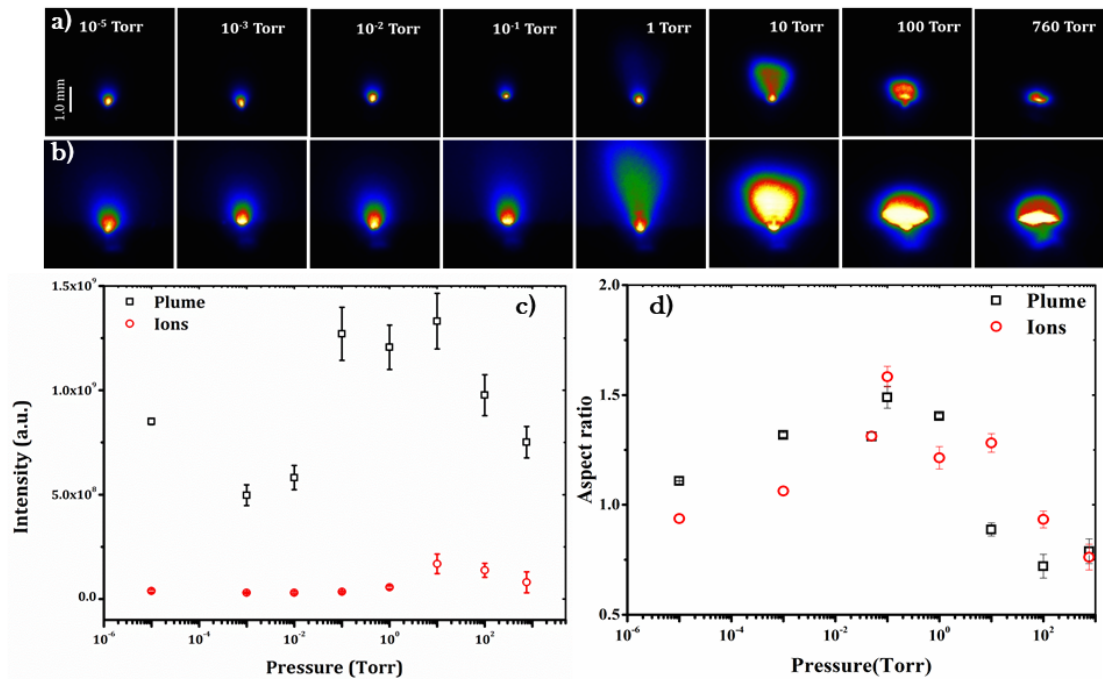 a) 10⁻⁵ Torr 10⁻³ Torr 10⁻² Torr 10⁻¹ Torr 1 Torr 10 Torr 100 Torr 760 Torr
1.0 mm
b)
c)
Plume
Ions
1.5x10⁹
1.0x10⁹
5.0x10⁸
0.0
Intensity (a.u.)
10⁻⁶ 10⁻⁴ 10⁻² 10⁰ 10²
Pressure (Torr)
d)
Plume
Ions
2.0
1.5
1.0
0.5
Aspect ratio
10⁻⁶ 10⁻⁴ 10⁻² 10⁰ 10²
Pressure(Torr)